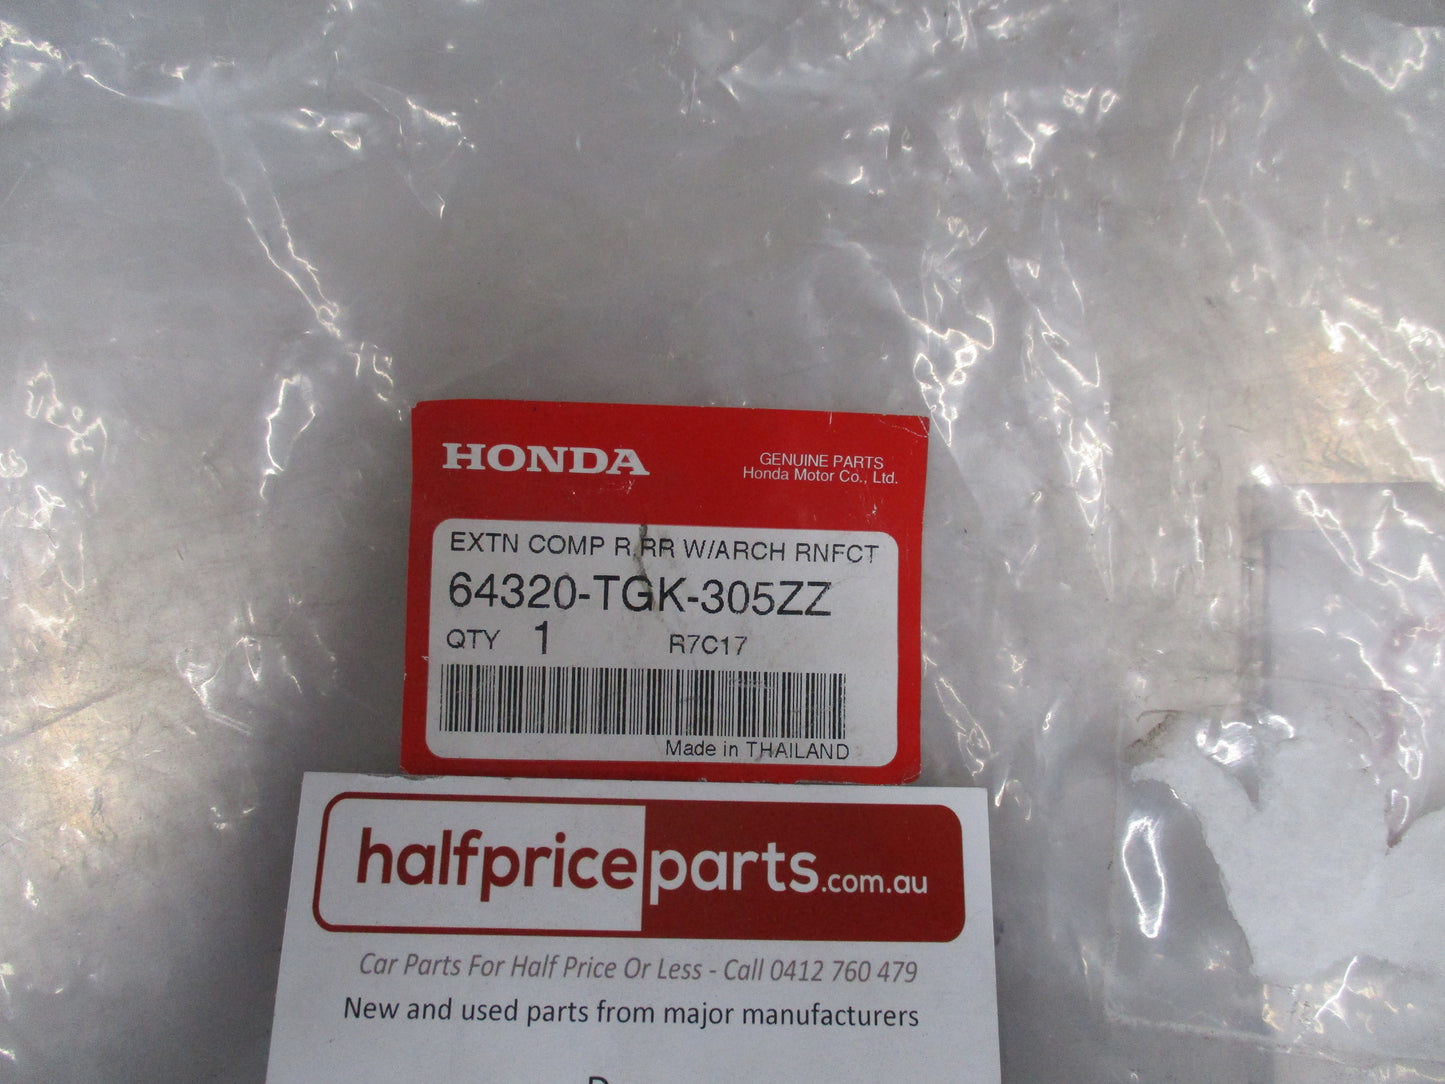 HONDA
GENUINE PARTS
Honda Motor Co., Ltd.
EXTN COMP R RR W/ARCH RNFCT
64320-TGK-305ZZ
QTY 1 R7C17
Made in THAILAND
halfpriceparts.com.au
Car Parts For Half Price Or Less - Call 0412 760 479
New and used parts from major manufacturers